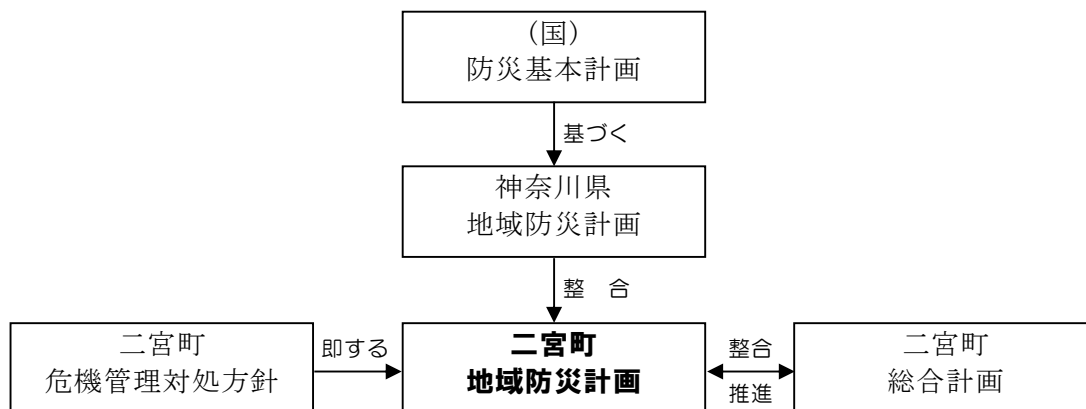 （国）
防災基本計画
基づく
神奈川県
地域防災計画
整　合
二宮町
危機管理対処方針
即する
二宮町
地域防災計画
整合
推進
二宮町
総合計画